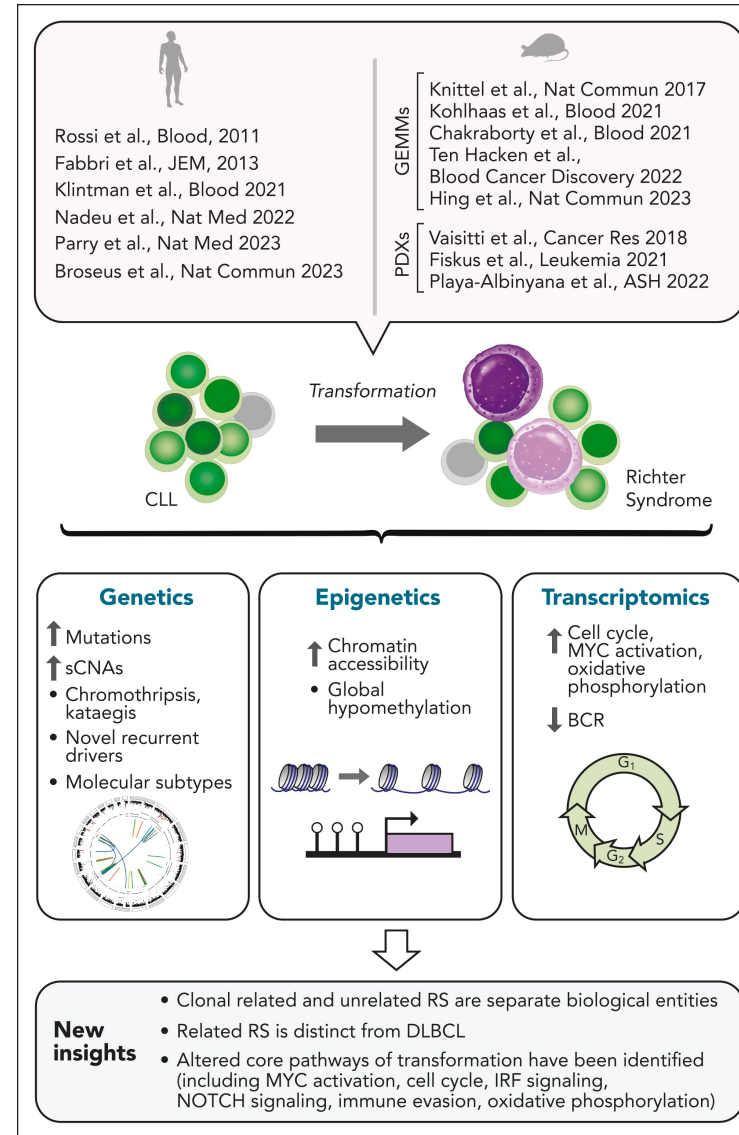 Rossi et al., Blood, 2011
Fabbri et al., JEM, 2013
Klintman et al., Blood 2021
Nadeu et al., Nat Med 2022
Parry et al., Nat Med 2023
Broseus et al., Nat Commun 2023
GEMMs
Knittel et al., Nat Commun 2017
Kohlhaas et al., Blood 2021
Chakraborty et al., Blood 2021
Ten Hacken et al.,
Blood Cancer Discovery 2022
Hing et al., Nat Commun 2023
PDXs
Vaisitti et al., Cancer Res 2018
Fiskus et al., Leukemia 2021
Playa-Albinyana et al., ASH 2022
Transformation
CLL
Richter
Syndrome
Genetics
Mutations
sCNAs
• Chromothripsis,
kataegis
• Novel recurrent
drivers
• Molecular subtypes
Epigenetics
Chromatin
accessibility
• Global
hypomethylation
Transcriptomics
Cell cycle,
MYC activation,
oxidative
phosphorylation
BCR
G1
S
G2
M
New
insights
• Clonal related and unrelated RS are separate biological entities
• Related RS is distinct from DLBCL
• Altered core pathways of transformation have been identified
(including MYC activation, cell cycle, IRF signaling,
NOTCH signaling, immune evasion, oxidative phosphorylation)